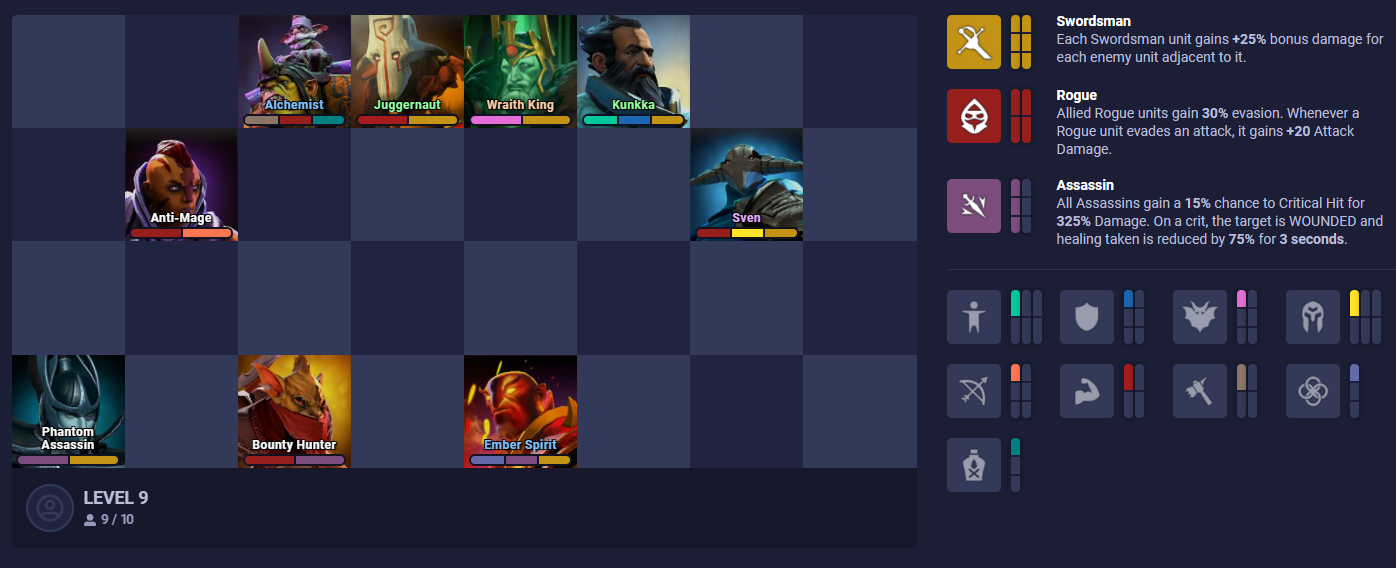 Alchemist
Juggernaut
Wraith King
Kunkka
Anti-Mage
Sven
Phantom
Assassin
Bounty Hunter
Ember Spirit
LEVEL 9
9 / 10
Swordsman
Each Swordsman unit gains +25% bonus damage for
each enemy unit adjacent to it.
Rogue
Allied Rogue units gain 30% evasion. Whenever a
Rogue unit evades an attack, it gains +20 Attack
Damage.
Assassin
All Assassins gain a 15% chance to Critical Hit for
325% Damage. On a crit, the target is WOUNDED and
healing taken is reduced by 75% for 3 seconds.